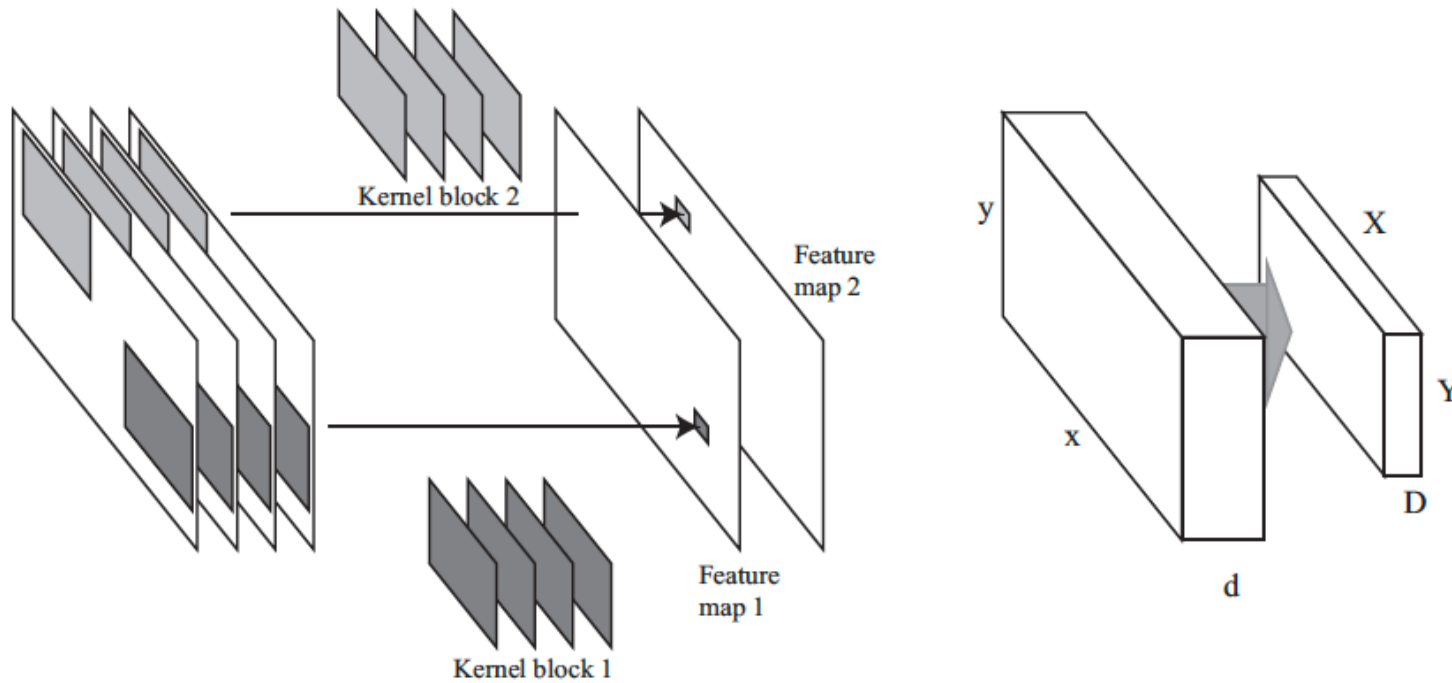 Kernel block 2
Feature
map 2
Feature
map 1
Kernel block 1
y
x
d
X
Y
D